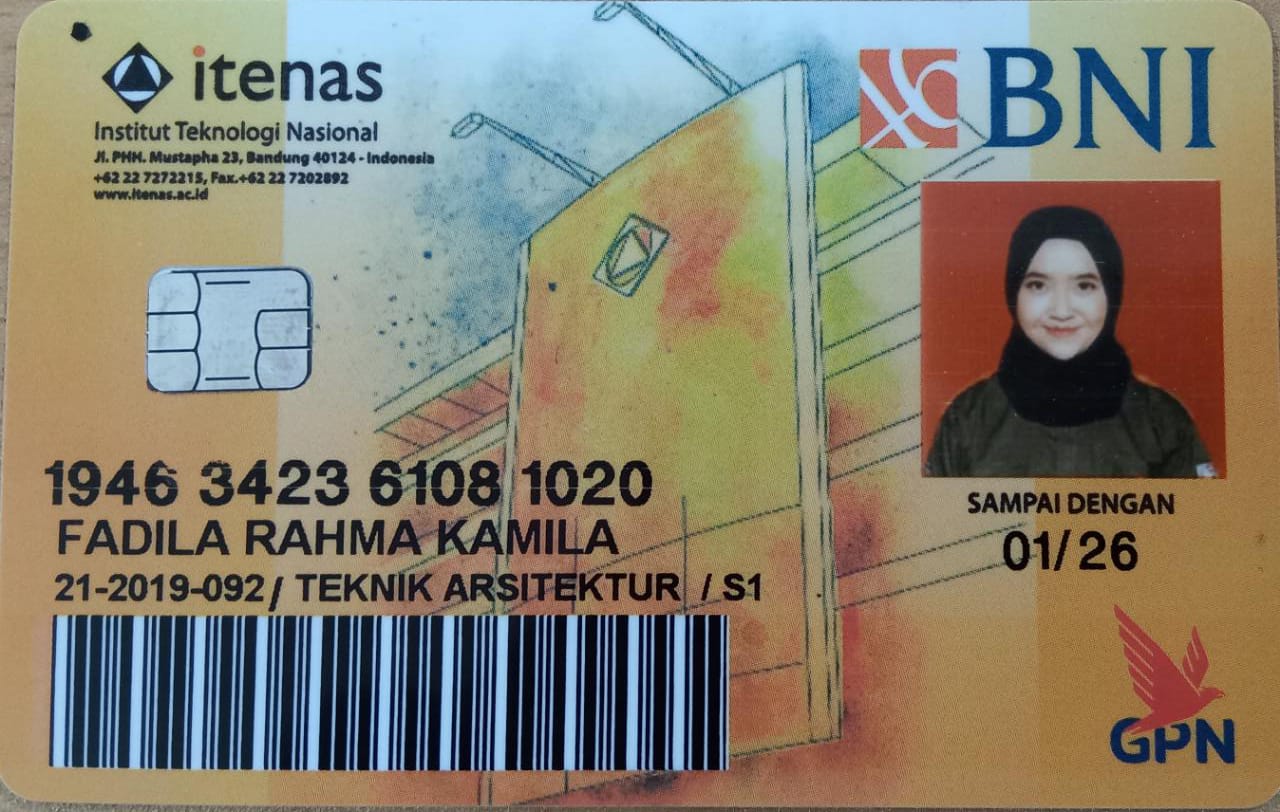 itenas
Institut Teknologi Nasional
Jl. PHH. Mustapha 23, Bandung 40124 - Indonesia
+62 22 7272215, Fax.+62 22 7202892
www.itenas.ac.id
BNI
1946 3423 6108 1020
FADILA RAHMA KAMILA
21-2019-092/ TEKNIK ARSITEKTUR / S1
SAMPAI DENGAN
01/26
GPN